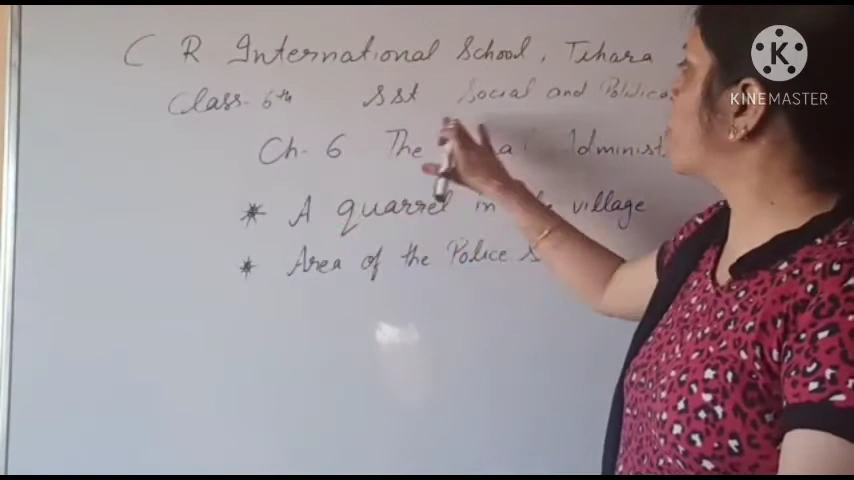 C R International School, Tihara
Class- 6th Sst Social and Politica
Ch- 6 The Administ
* A quarrel in village
* Area of the Police S
K
KINEMASTER